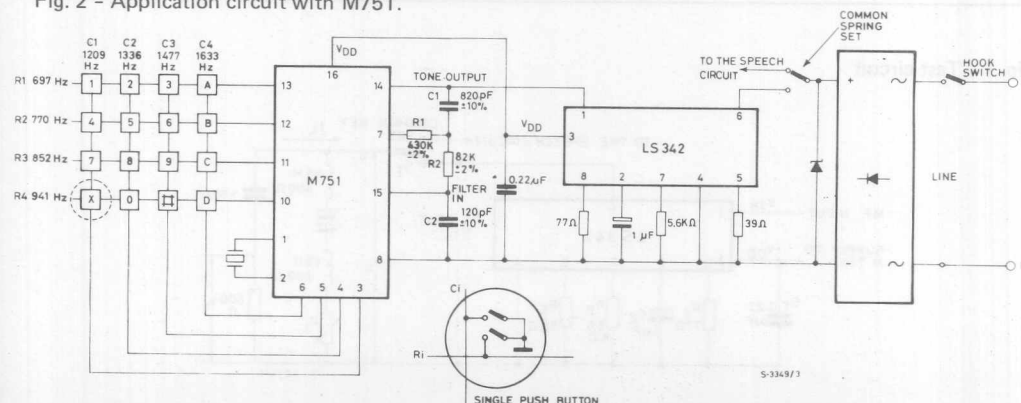 Fig. 2 - Application circuit with M751.
C1 C2 C3 C4
1209 1336 1477 1633
Hz Hz Hz Hz
R1 697 Hz 1 2 3 A 13
R2 770 Hz 4 5 6 B 12
R3 852 Hz 7 8 9 C 11
R4 941 Hz X 0 # D 10
VDD
16
M751
14
7
15
8
1
2
6 5 4 3
TONE OUTPUT
C1 820pF
±10%
R1
430K
±2%
82K
R2 ±2%
FILTER
IN
C2 120pF
±10%
0.22µF
VDD
1 6
3
LS 342
8 2 7 4 5
77Ω
1 µF
5.6KΩ
39Ω
COMMON
SPRING
SET
TO THE SPEECH
CIRCUIT
+ ~
HOOK
SWITCH
LINE
- ~
Ci
Ri
SINGLE PUSH BUTTON
S-3349/3